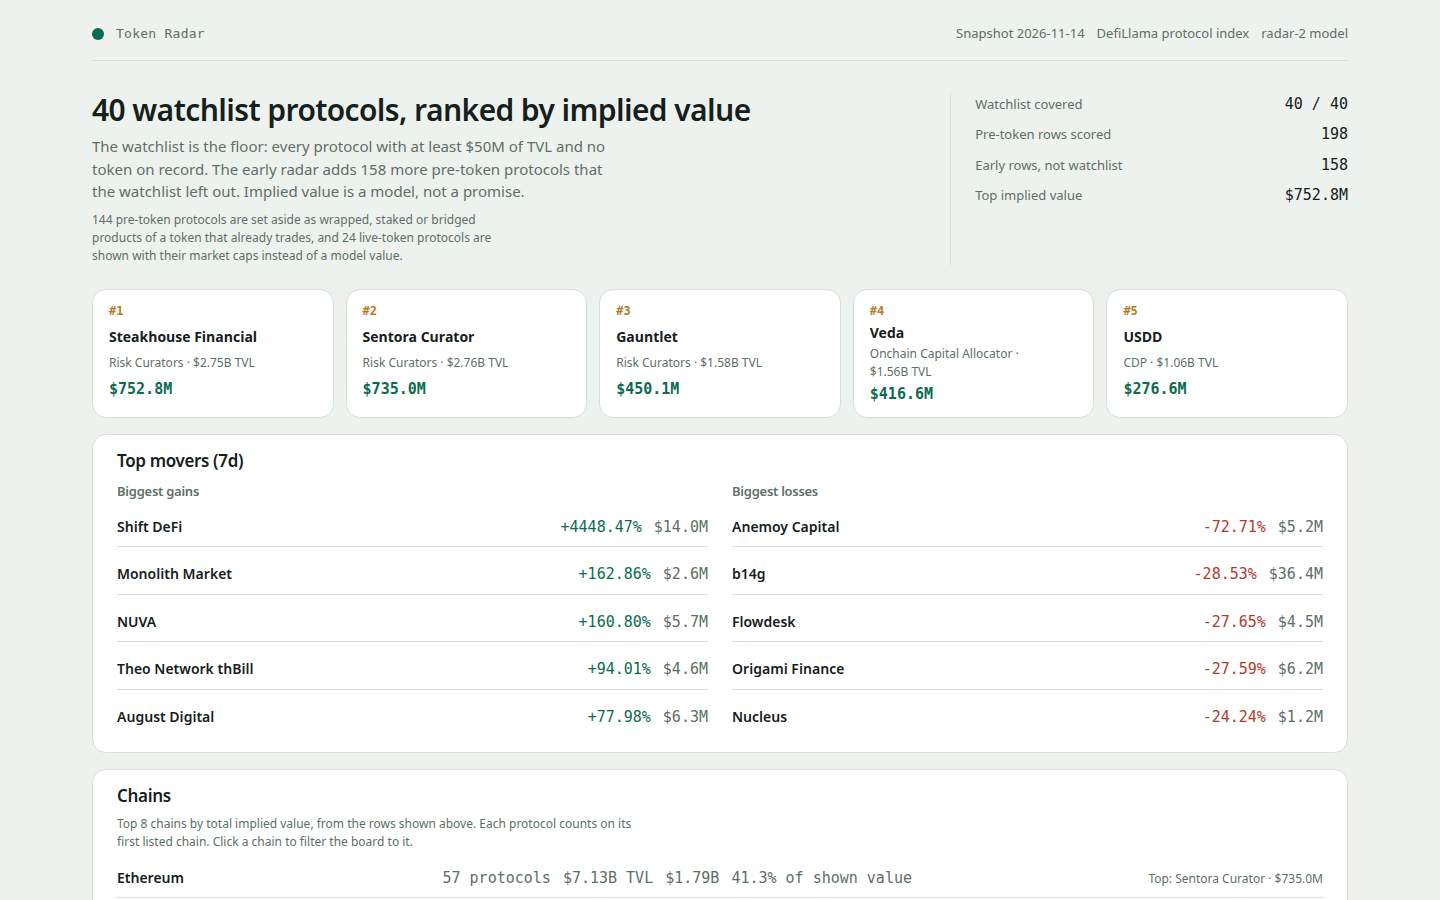 Token Radar
Snapshot 2026-11-14 DefiLlama protocol index radar-2 model
40 watchlist protocols, ranked by implied value
The watchlist is the floor: every protocol with at least $50M of TVL and no
token on record. The early radar adds 158 more pre-token protocols that
the watchlist left out. Implied value is a model, not a promise.
144 pre-token protocols are set aside as wrapped, staked or bridged
products of a token that already trades, and 24 live-token protocols are
shown with their market caps instead of a model value.
Watchlist covered 40 / 40
Pre-token rows scored 198
Early rows, not watchlist 158
Top implied value $752.8M
#1
Steakhouse Financial
Risk Curators · $2.75B TVL
$752.8M
#2
Sentora Curator
Risk Curators · $2.76B TVL
$735.0M
#3
Gauntlet
Risk Curators · $1.58B TVL
$450.1M
#4
Veda
Onchain Capital Allocator ·
$1.56B TVL
$416.6M
#5
USDD
CDP · $1.06B TVL
$276.6M
Top movers (7d)
Biggest gains
Shift DeFi +4448.47% $14.0M
Monolith Market +162.86% $2.6M
NUVA +160.80% $5.7M
Theo Network thBill +94.01% $4.6M
August Digital +77.98% $6.3M
Biggest losses
Anemoy Capital -72.71% $5.2M
b14g -28.53% $36.4M
Flowdesk -27.65% $4.5M
Origami Finance -27.59% $6.2M
Nucleus -24.24% $1.2M
Chains
Top 8 chains by total implied value, from the rows shown above. Each protocol counts on its
first listed chain. Click a chain to filter the board to it.
Ethereum 57 protocols $7.13B TVL $1.79B 41.3% of shown value Top: Sentora Curator · $735.0M